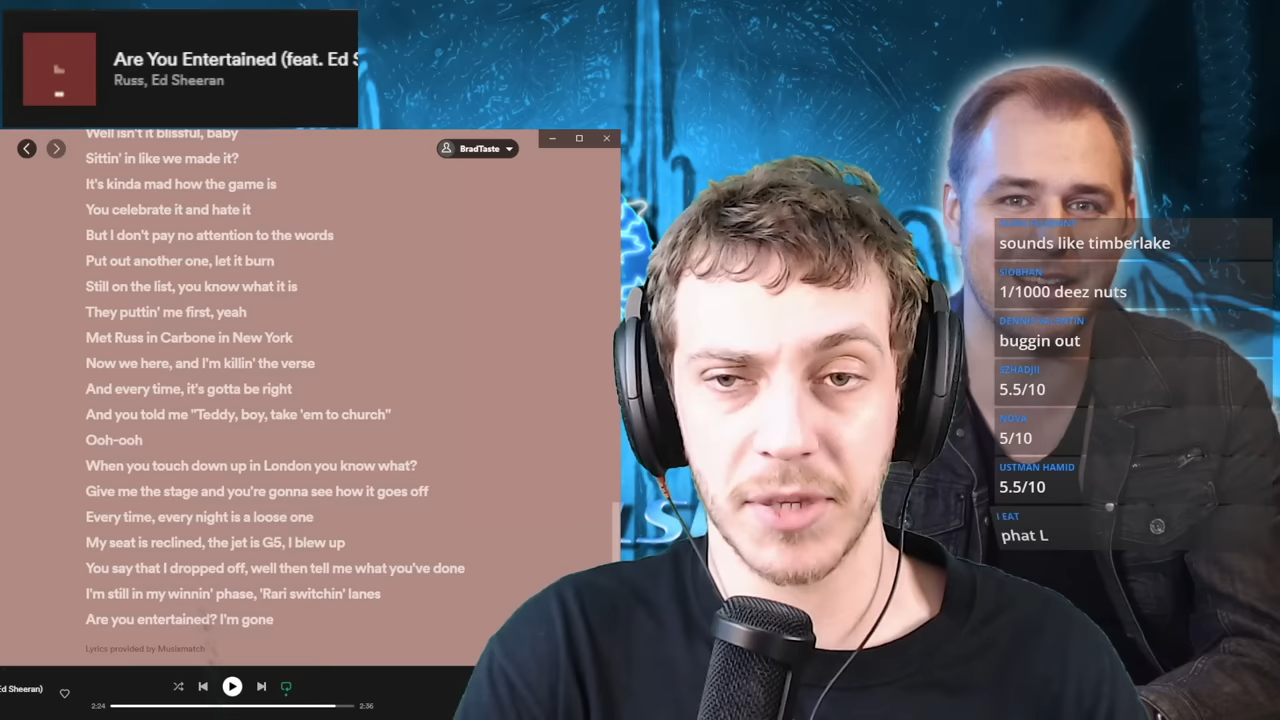 Are You Entertained (feat. Ed S
Russ, Ed Sheeran
Well isn't it blissful, baby
BradTaste
Sittin' in like we made it?
It's kinda mad how the game is
You celebrate it and hate it
But I don't pay no attention to the words
Put out another one, let it burn
Still on the list, you know what it is
They puttin' me first, yeah
Met Russ in Carbone in New York
Now we here, and I'm killin' the verse
And every time, it's gotta be right
And you told me "Teddy, boy, take 'em to church"
Ooh-ooh
When you touch down up in London you know what?
Give me the stage and you're gonna see how it goes off
Every time, every night is a loose one
My seat is reclined, the jet is G5, I blew up
You say that I dropped off, well then tell me what you've done
I'm still in my winnin' phase, 'Rari switchin' lanes
Are you entertained? I'm gone
Lyrics provided by Musixmatch
Ed Sheeran)
2:24
2:36
sounds like timberlake
SIOBHAN
1/1000 deez nuts
buggin out
SZHADJII
5.5/10
NOVA
5/10
USTMAN HAMID
5.5/10
I EAT
phat L